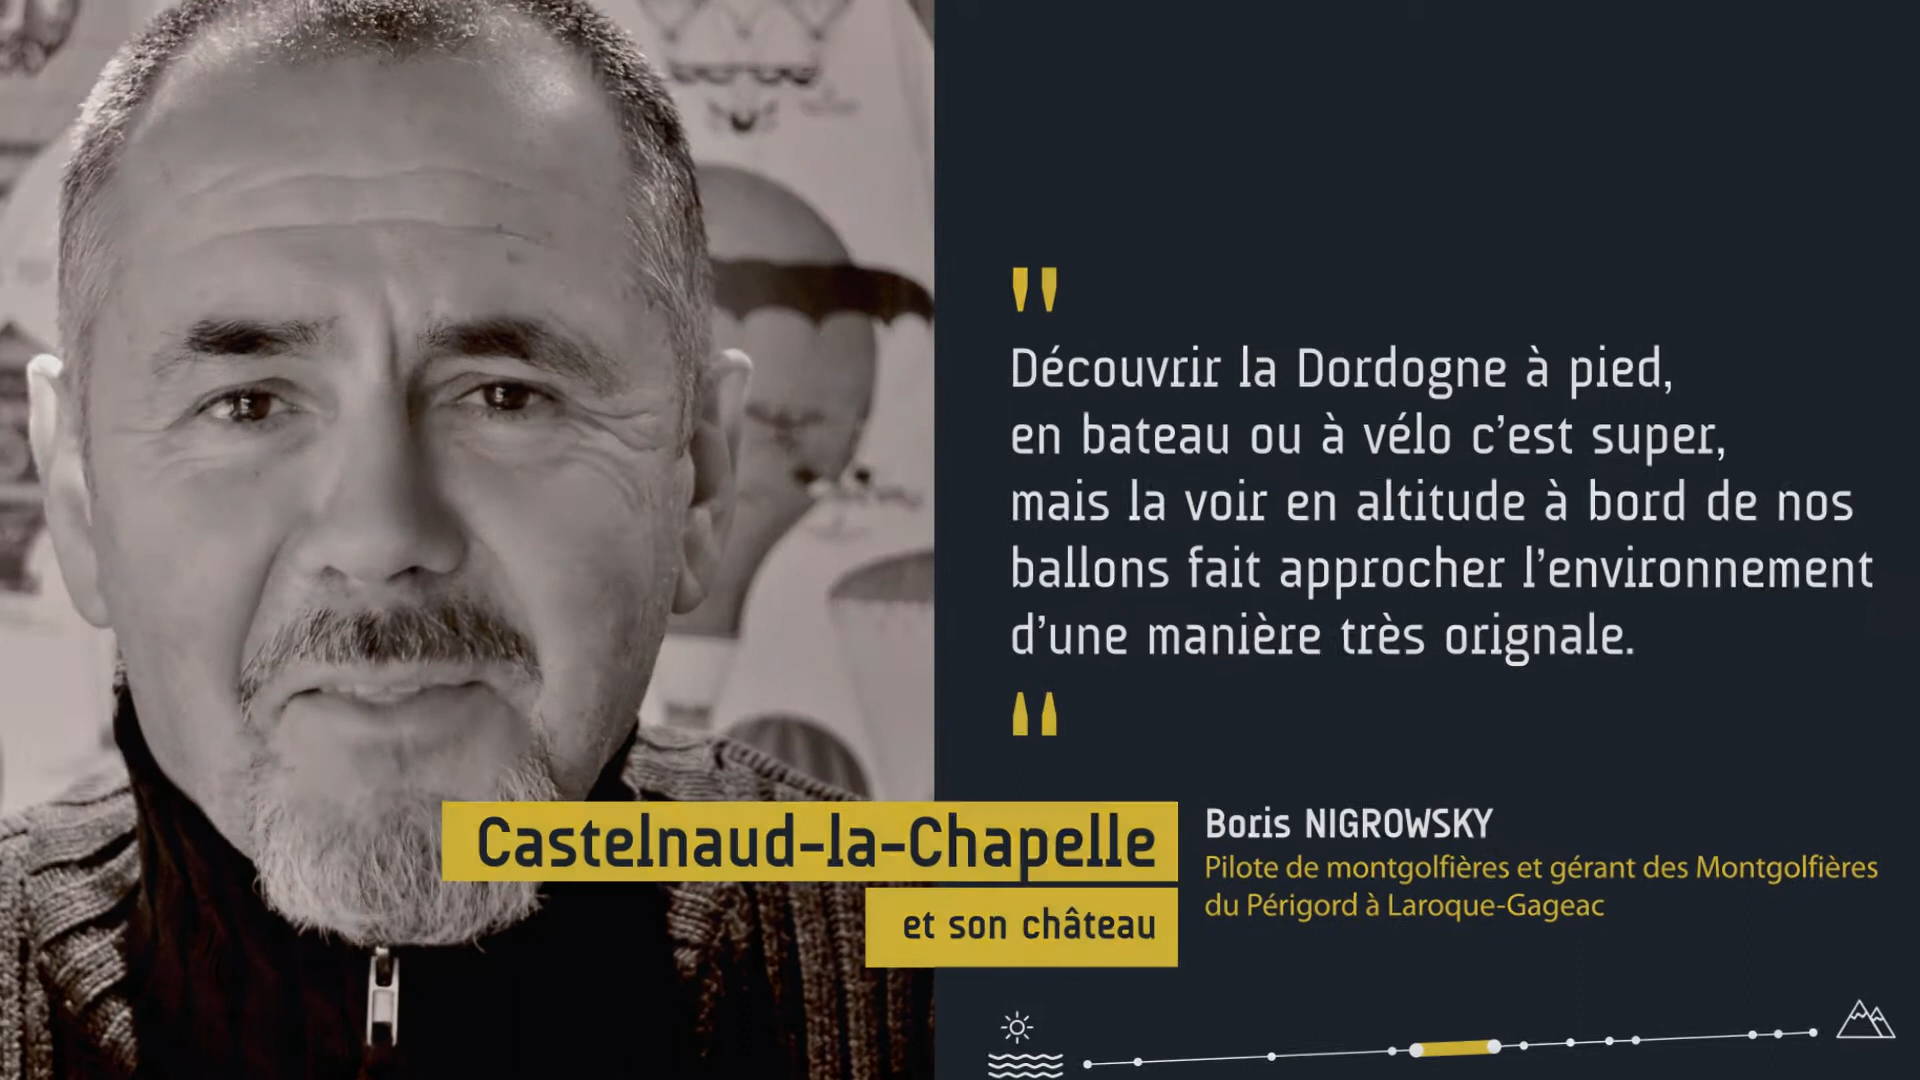 "
Découvrir la Dordogne à pied,
en bateau ou à vélo c’est super,
mais la voir en altitude à bord de nos
ballons fait approcher l’environnement
d’une manière très orignale.
"
Castelnaud-la-Chapelle
et son château
Boris NIGROWSKY
Pilote de montgolfières et gérant des Montgolfières
du Périgord à Laroque-Gageac